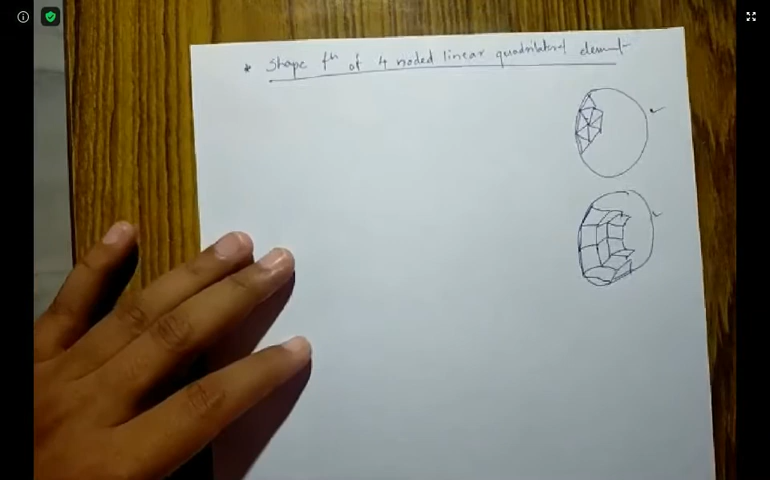 * Shape fn of 4 noded linear quadrilateral element